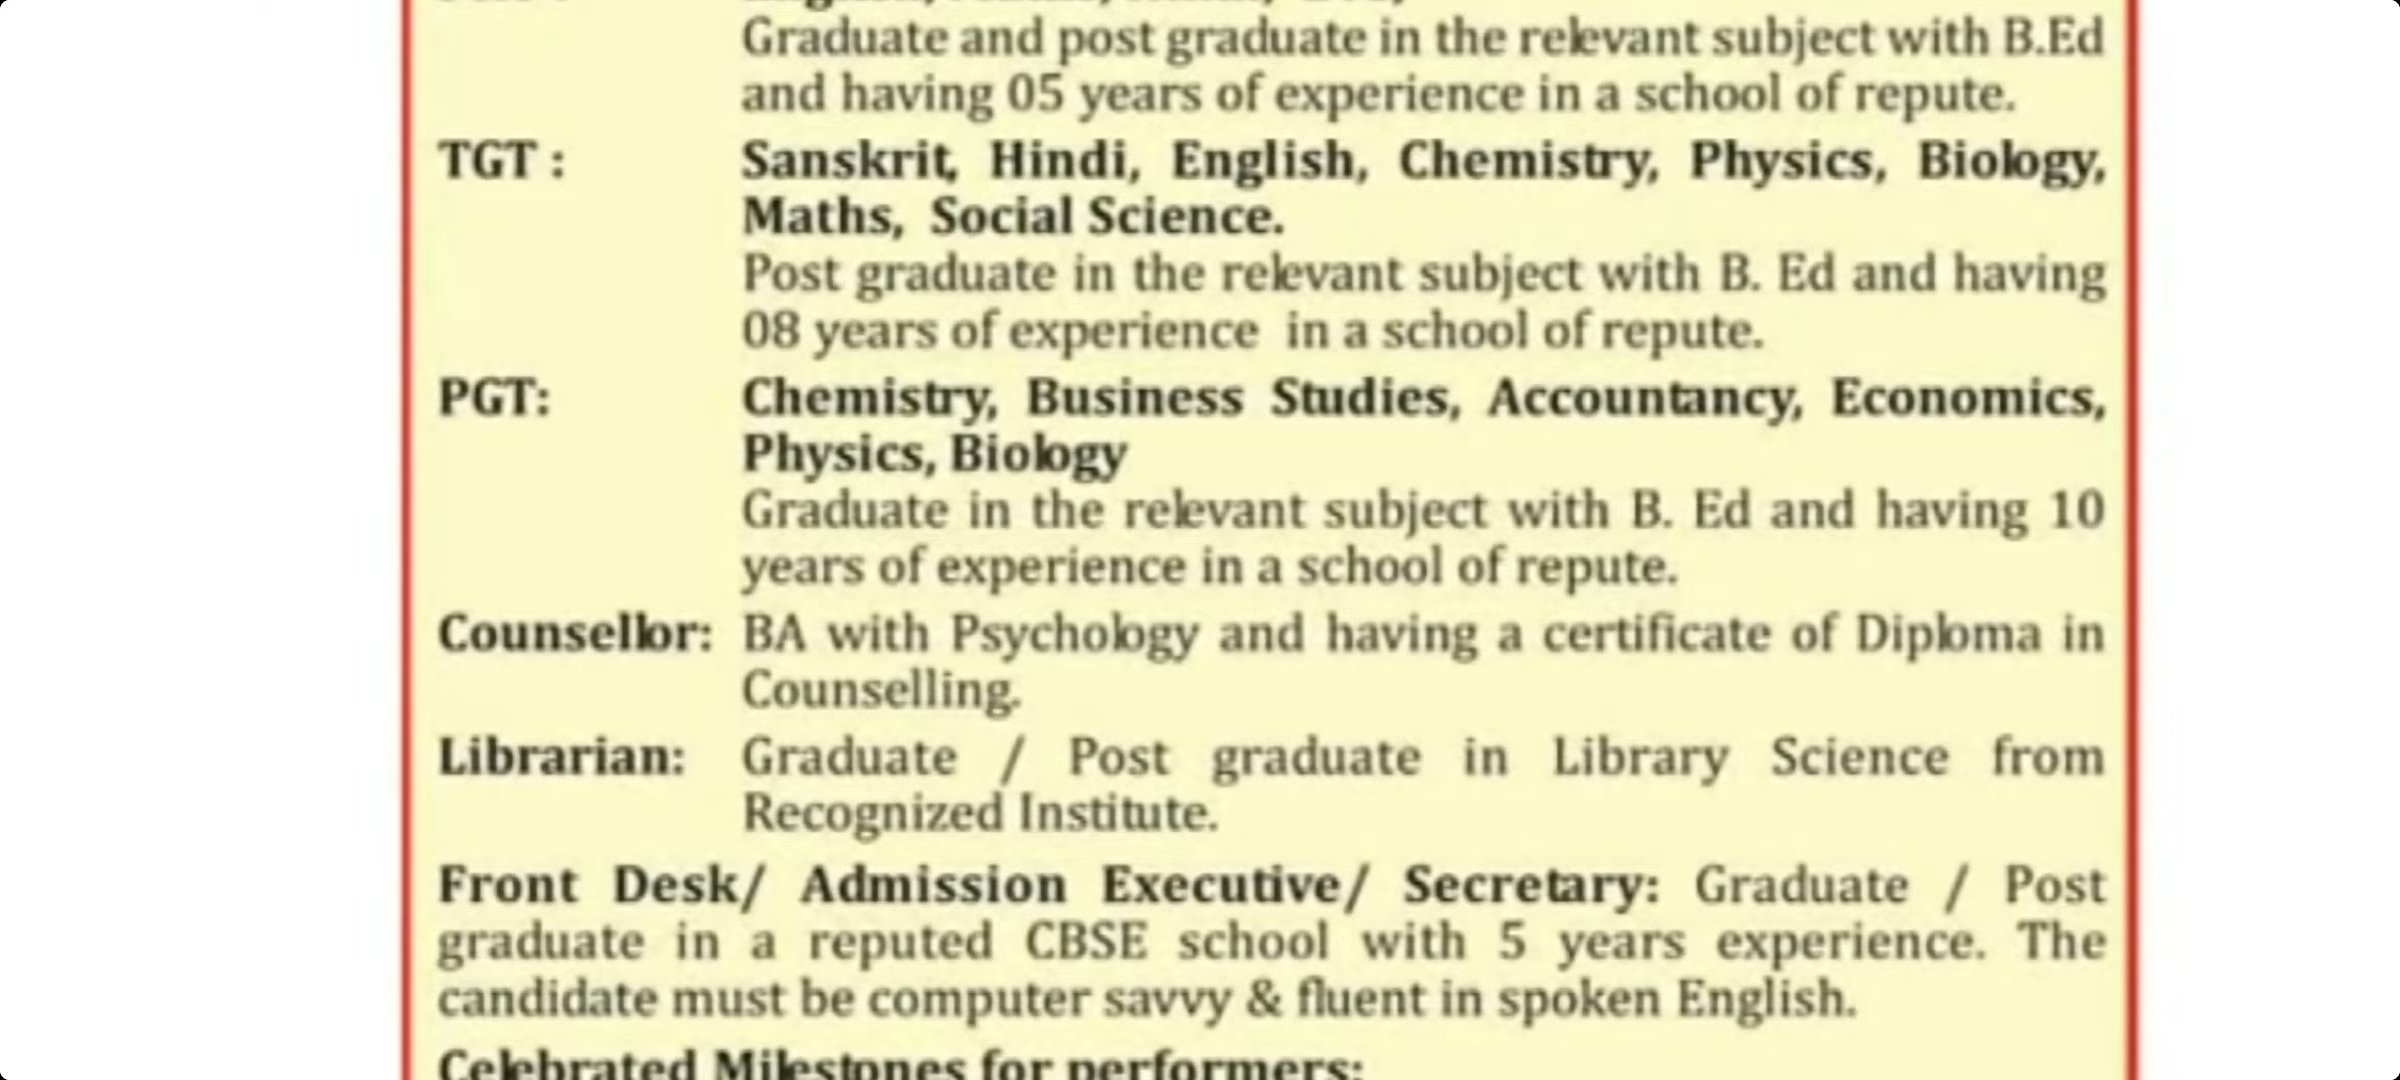 Graduate and post graduate in the relevant subject with B.Ed
and having 05 years of experience in a school of repute.
TGT : Sanskrit, Hindi, English, Chemistry, Physics, Biology,
Maths, Social Science.
Post graduate in the relevant subject with B. Ed and having
08 years of experience in a school of repute.
PGT: Chemistry, Business Studies, Accountancy, Economics,
Physics, Biology
Graduate in the relevant subject with B. Ed and having 10
years of experience in a school of repute.
Counsellor: BA with Psychology and having a certificate of Diploma in
Counselling.
Librarian: Graduate / Post graduate in Library Science from
Recognized Institute.
Front Desk/ Admission Executive/ Secretary: Graduate / Post
graduate in a reputed CBSE school with 5 years experience. The
candidate must be computer savvy & fluent in spoken English.
Celebrated Milestones for performers: